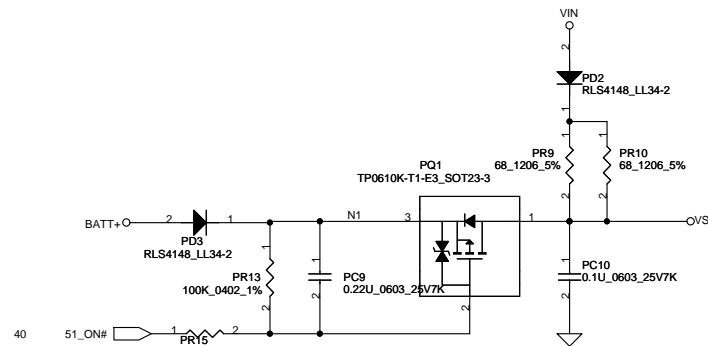 VIN
2
PD2
RLS4148_LL34-2
1
1
1
PR9
68_1206_5%
PR10
68_1206_5%
2
2
PQ1
TP0610K-T1-E3_SOT23-3
BATT+
2
1
N1
3
1
VS
PD3
RLS4148_LL34-2
1
PR13
100K_0402_1%
2
1
PC9
0.22U_0603_25V7K
2
1
PC10
0.1U_0603_25V7K
2
2
40
51_ON#
1
2
PR15